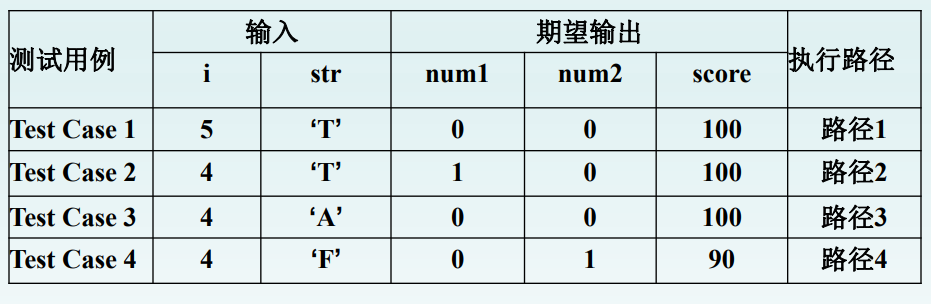 测试用例 输入 期望输出 执行路径
i str num1 num2 score
Test Case 1 5 ‘T’ 0 0 100 路径1
Test Case 2 4 ‘T’ 1 0 100 路径2
Test Case 3 4 ‘A’ 0 0 100 路径3
Test Case 4 4 ‘F’ 0 1 90 路径4